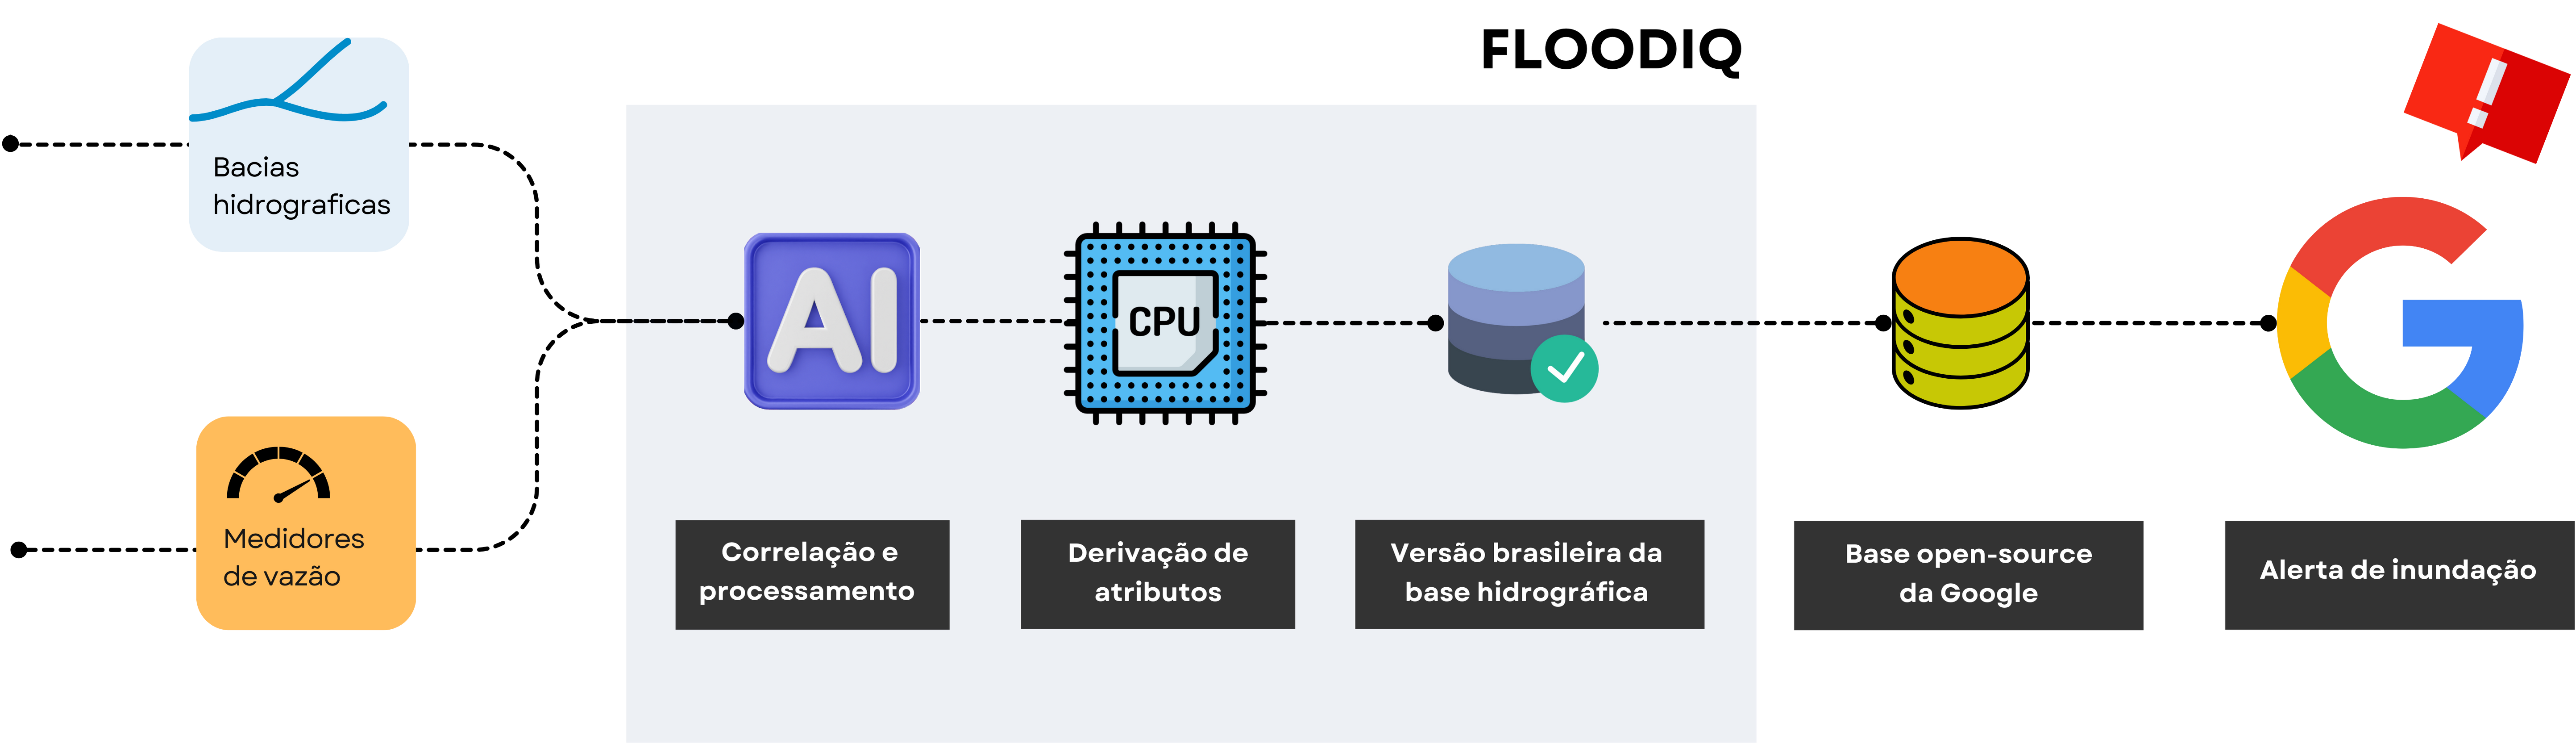 FLOODIQ
Bacias
hidrograficas
AI
CPU
Medidores
de vazão
Correlação e
processamento
Derivação de
atributos
Versão brasileira da
base hidrográfica
Base open-source
da Google
Alerta de inundação